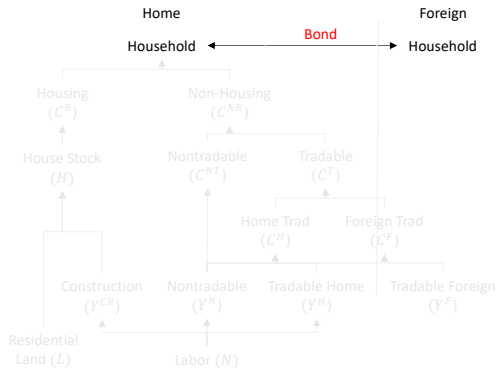 Home Foreign
Bond
Household Household
Housing Non-Housing
(C^R) (C^NR)
House Stock Nontradable Tradable
(H) (C^NT) (C^T)
Home Trad Foreign Trad
(C^H) (C^F)
Construction Nontradable Tradable Home Tradable Foreign
(Y^CR) (Y^N) (Y^H) (Y^F)
Residential
Land (L) Labor (N)